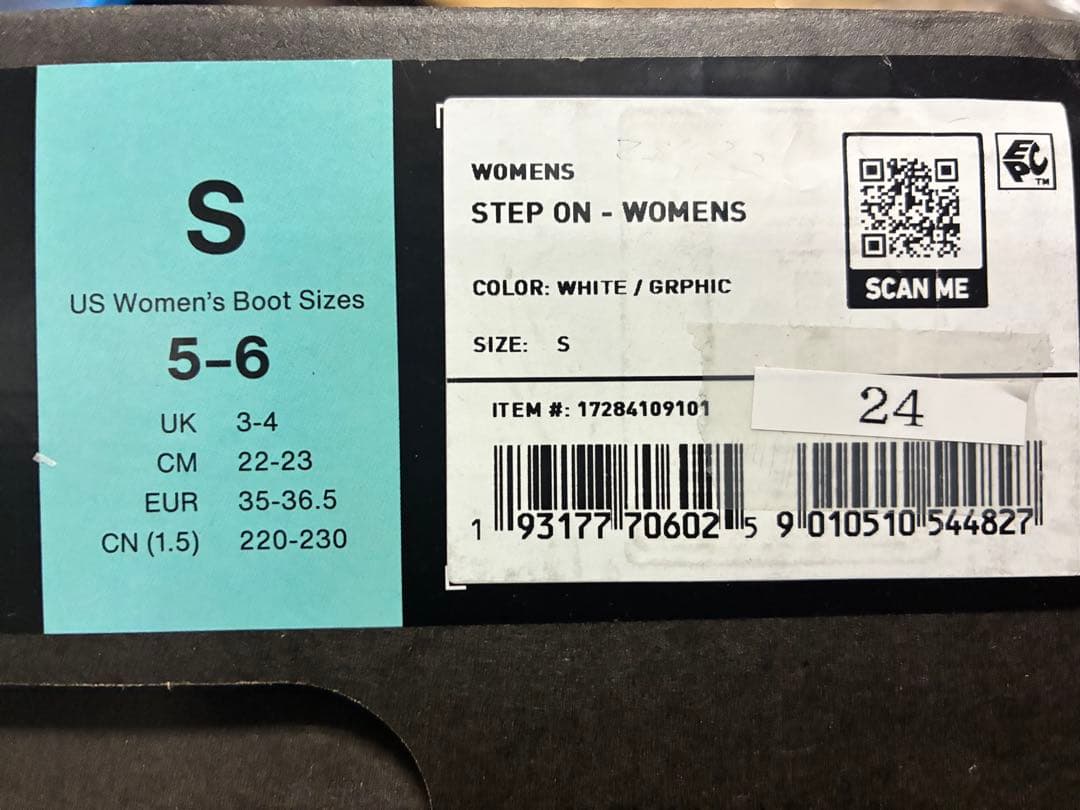 S
US Women's Boot Sizes
5-6
UK 3-4
CM 22-23
EUR 35-36.5
CN (1.5) 220-230
WOMENS
STEP ON - WOMENS
COLOR: WHITE / GRPHIC
SIZE: S
SCAN ME
EPC TM
ITEM #: 17284109101
24
1 93177 70602 5
9 010510 544827